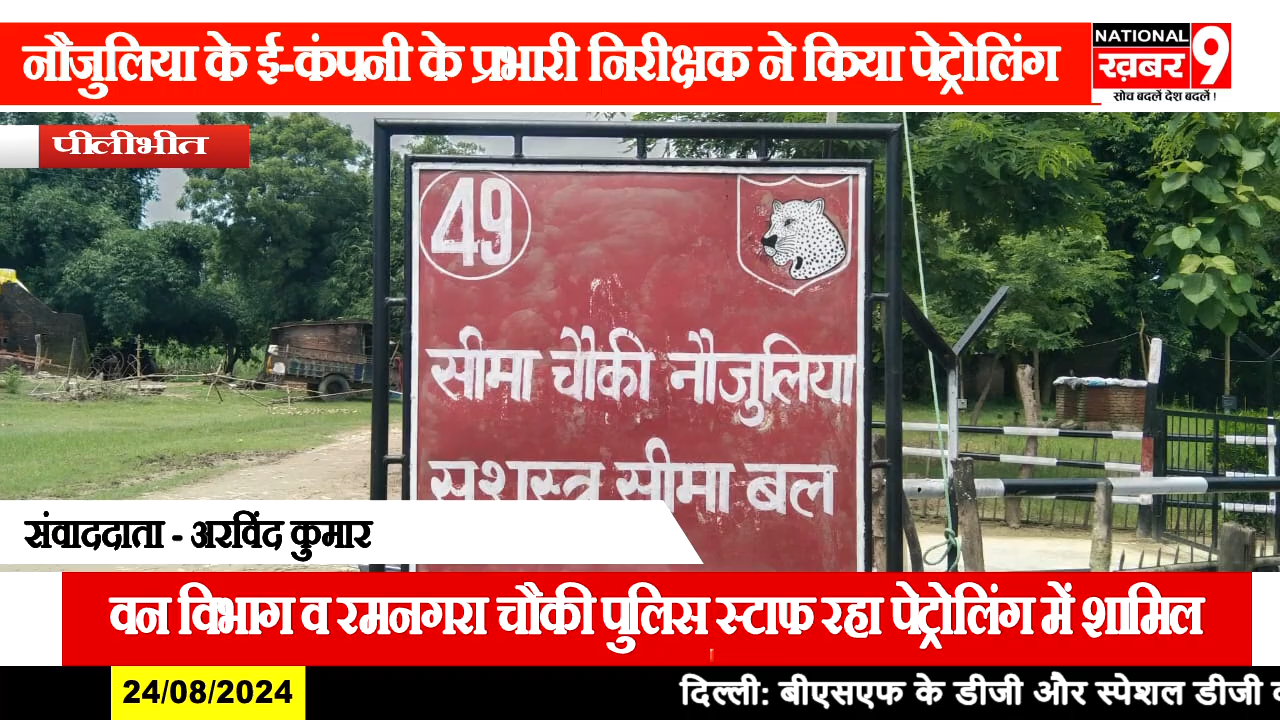 नौजुलिया के ई-कंपनी के प्रभारी निरीक्षक ने किया पेट्रोलिंग
NATIONAL
ख़बर 9
सोच बदलें देश बदलें !
पीलीभीत
49
सीमा चौकी नौजुलिया
सशस्त्र सीमा बल
संवाददाता - अरविंद कुमार
वन विभाग व रमनगरा चौकी पुलिस स्टाफ रहा पेट्रोलिंग में शामिल
24/08/2024
दिल्ली: बीएसएफ के डीजी और स्पेशल डीजी